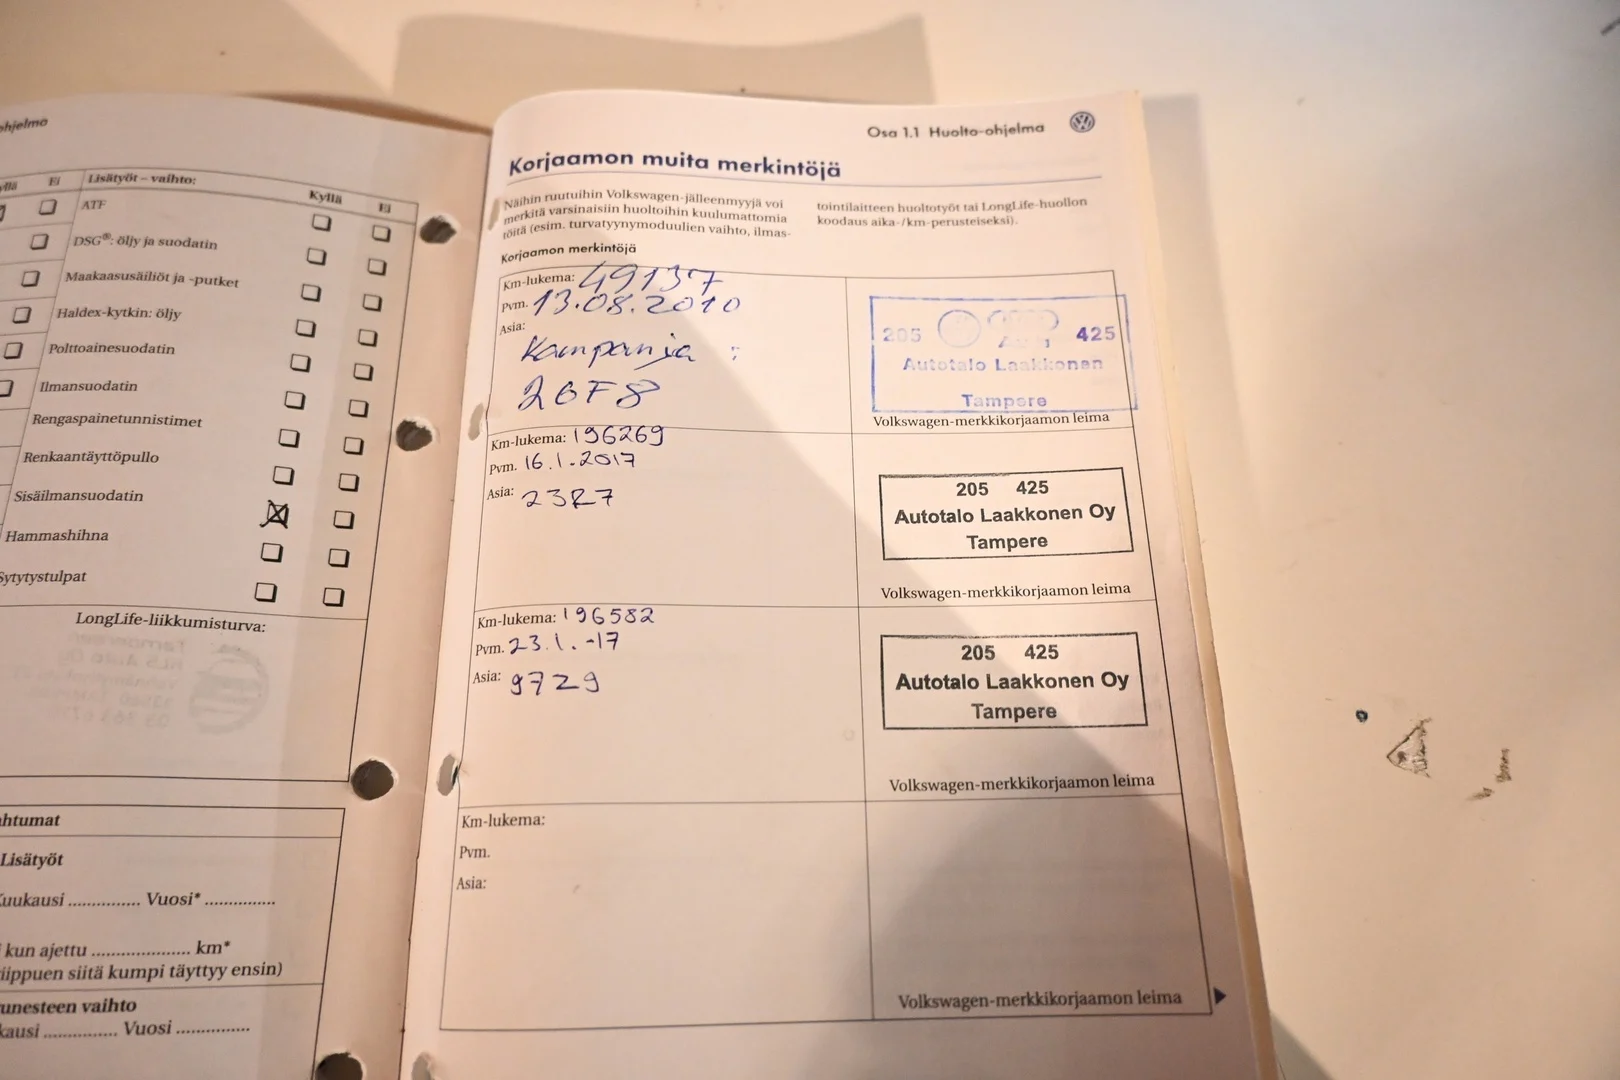 Ei
Lisätyöt – vaihto:
Kyllä
Ei
ATF
DSG®: öljy ja suodatin
Maakaasusäiliöt ja -putket
Haldex-kytkin: öljy
Polttoainesuodatin
Ilmansuodatin
Rengaspainetunnistimet
Renkaantäyttöpullo
Sisäilmansuodatin
Hammashihna
Sytytystulpat
LongLife-liikkumisturva:
Lisätyöt
Kuukausi ............... Vuosi* ...............
kun ajettu ..................... km*
riippuen siitä kumpi täyttyy ensin)
vaihto
Vuosi ...............
Osa 1.1 Huolto-ohjelma
Korjaamon muita merkintöjä
Näihin ruutuihin Volkswagen-jälleenmyyjä voi
merkitä varsinaisiin huoltoihin kuulumattomia
töitä (esim. turvatyynymoduulien vaihto, ilmas-
tointilaitteen huoltotyöt tai LongLife-huollon
koodaus aika-/km-perusteiseksi).
Korjaamon merkintöjä
Km-lukema: 49137
Pvm. 13.08.2010
Asia:
Kampanja :
20F8
205 425
Autotalo Laakkonen
Tampere
Volkswagen-merkkikorjaamon leima
Km-lukema: 196269
Pvm. 16.1.2017
Asia: 23R7
205 425
Autotalo Laakkonen Oy
Tampere
Volkswagen-merkkikorjaamon leima
Km-lukema: 196582
Pvm. 23.1.-17
Asia: 9729
205 425
Autotalo Laakkonen Oy
Tampere
Volkswagen-merkkikorjaamon leima
Km-lukema:
Pvm.
Asia:
Volkswagen-merkkikorjaamon leima